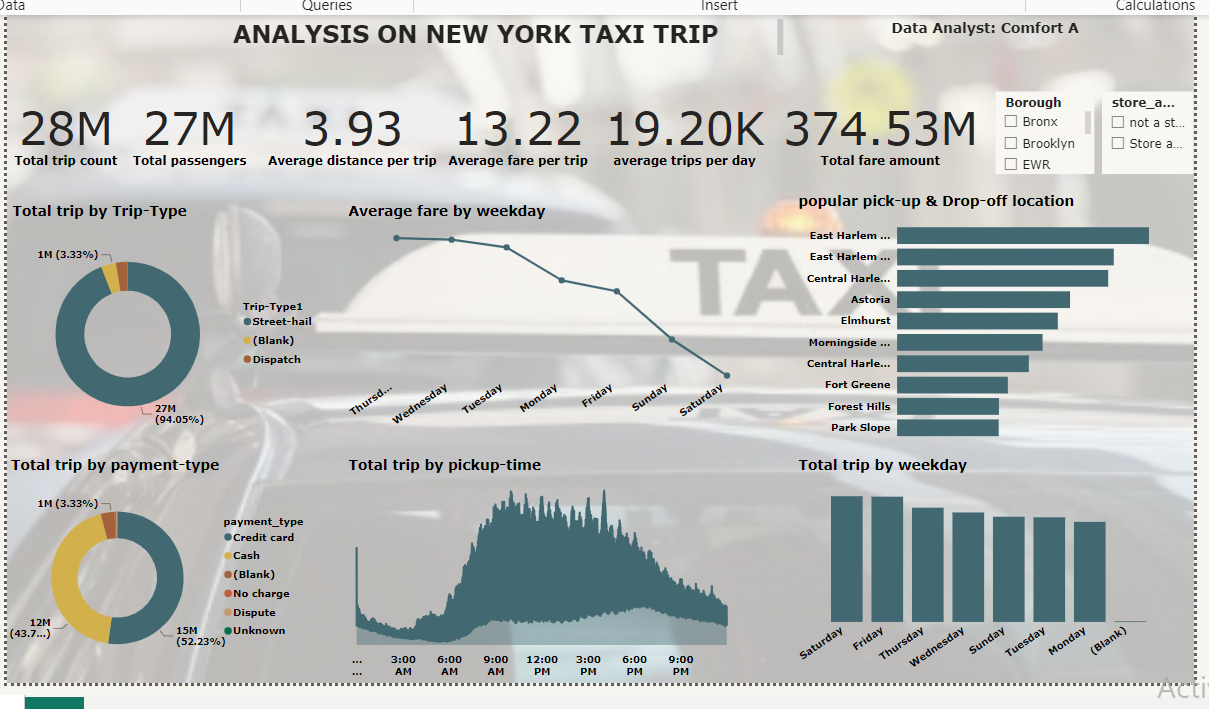 Data Queries Insert Calculations
ANALYSIS ON NEW YORK TAXI TRIP
Data Analyst: Comfort A
28M
Total trip count
27M
Total passengers
3.93
Average distance per trip
13.22
Average fare per trip
19.20K
average trips per day
374.53M
Total fare amount
Borough
Bronx
Brooklyn
EWR
store_a...
not a st...
Store a...
Total trip by Trip-Type
1M (3.33%)
27M
(94.05%)
Trip-Type1
Street-hail
(Blank)
Dispatch
Average fare by weekday
Thursd...
Wednesday
Tuesday
Monday
Friday
Sunday
Saturday
popular pick-up & Drop-off location
East Harlem ...
East Harlem ...
Central Harle...
Astoria
Elmhurst
Morningside ...
Central Harle...
Fort Greene
Forest Hills
Park Slope
TAXI
Total trip by payment-type
1M (3.33%)
12M
(43.7...)
15M
(52.23%)
payment_type
Credit card
Cash
(Blank)
No charge
Dispute
Unknown
Total trip by pickup-time
... 3:00 6:00 9:00 12:00 3:00 6:00 9:00
... AM AM AM PM PM PM PM
Total trip by weekday
Saturday
Friday
Thursday
Wednesday
Sunday
Tuesday
Monday
(Blank)